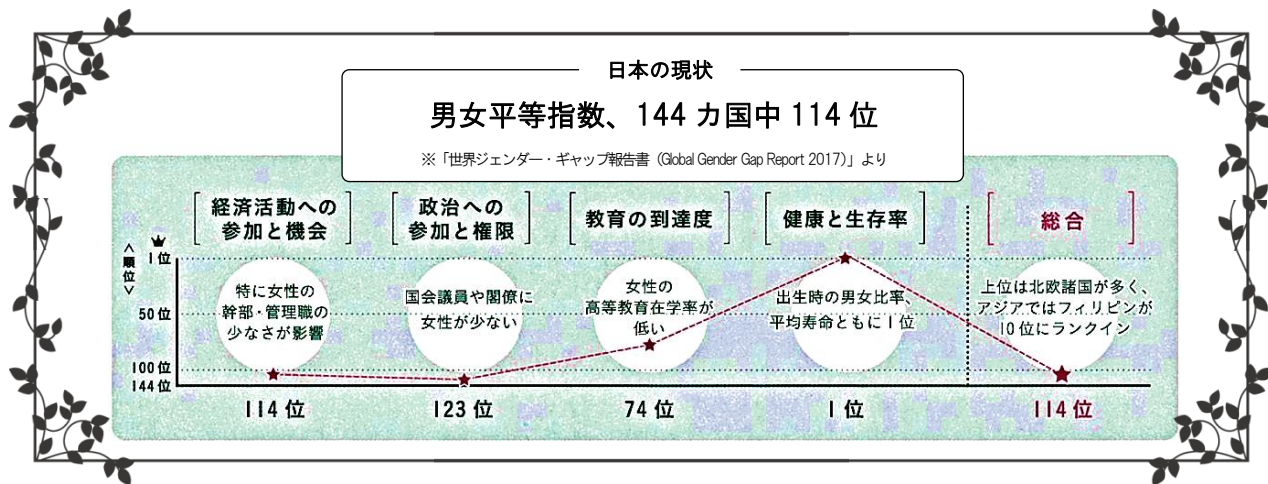 日本の現状
男女平等指数、144 カ国中 114 位
※「世界ジェンダー・ギャップ報告書（Global Gender Gap Report 2017）」より
経済活動への
参加と機会
政治への
参加と権限
教育の到達度
健康と生存率
総合
<順位>
1位
50位
100位
144位
特に女性の
幹部・管理職の
少なさが影響
国会議員や閣僚に
女性が少ない
女性の
高等教育在学率が
低い
出生時の男女比率、
平均寿命ともに1位
上位は北欧諸国が多く、
アジアではフィリピンが
10位にランクイン
114位
123位
74位
1位
114位